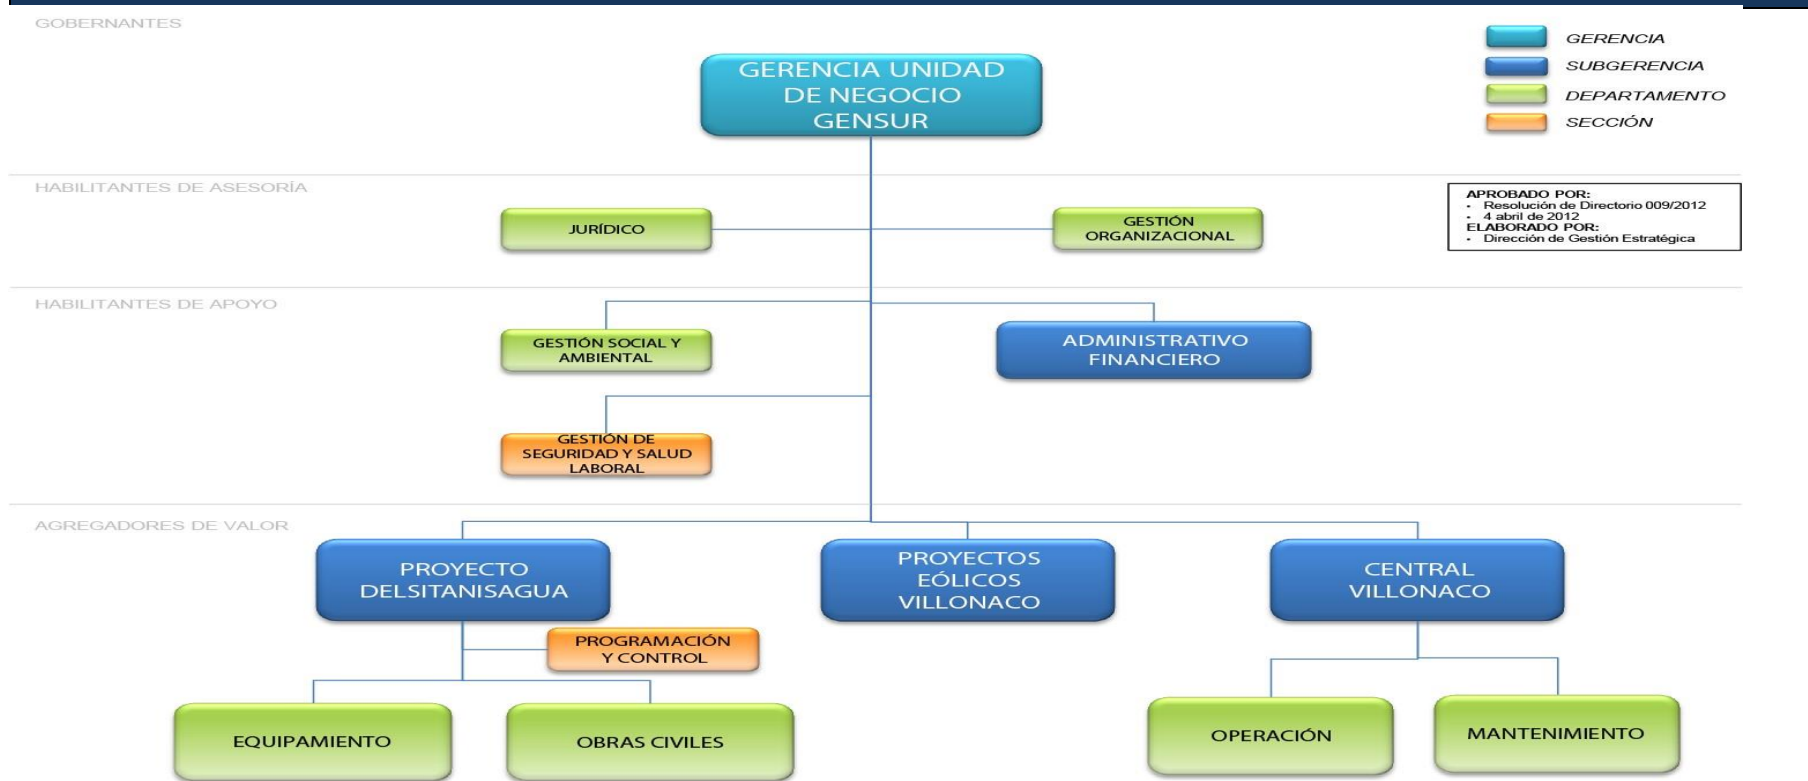 GOBERNANTES
GERENCIA UNIDAD
DE NEGOCIO
GENSUR
GERENCIA
SUBGERENCIA
DEPARTAMENTO
SECCIÓN
HABILITANTES DE ASESORÍA
JURÍDICO
GESTIÓN
ORGANIZACIONAL
APROBADO POR:
- Resolución de Directorio 009/2012
- 4 abril de 2012
ELABORADO POR:
- Dirección de Gestión Estratégica
HABILITANTES DE APOYO
GESTIÓN SOCIAL Y
AMBIENTAL
ADMINISTRATIVO
FINANCIERO
GESTIÓN DE
SEGURIDAD Y SALUD
LABORAL
AGREGADORES DE VALOR
PROYECTO
DELSITANISAGUA
PROYECTOS
EÓLICOS
VILLONACO
CENTRAL
VILLONACO
PROGRAMACIÓN
Y CONTROL
EQUIPAMIENTO
OBRAS CIVILES
OPERACIÓN
MANTENIMIENTO